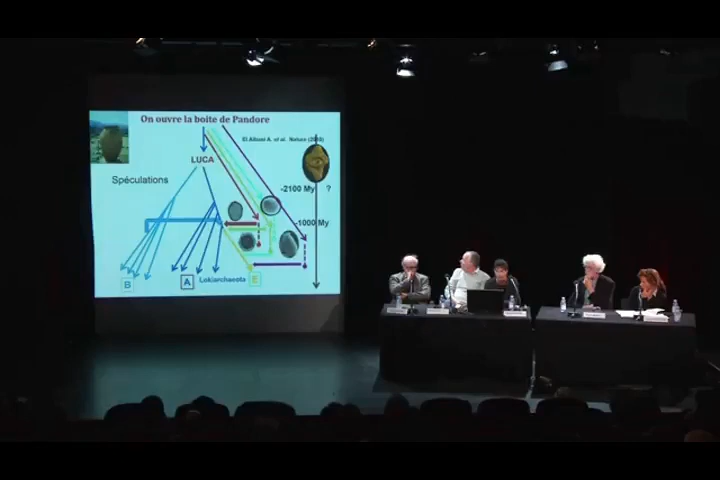 On ouvre la boite de Pandore
El Albani A. et al. Nature (2010)
LUCA
Spéculations
-2100 My ?
-1000 My
B
A
Lokiarchaeota
E